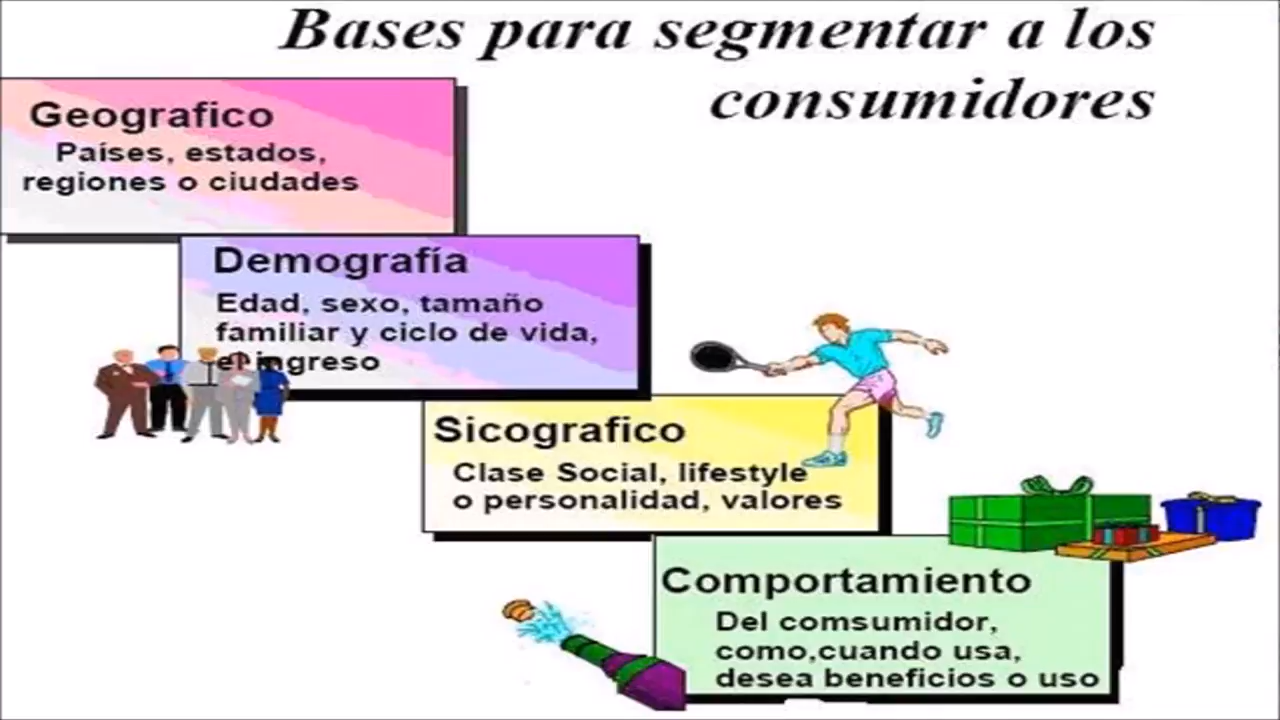 Bases para segmentar a los
consumidores
Geografico
Países, estados,
regiones o ciudades
Demografía
Edad, sexo, tamaño
familiar y ciclo de vida,
el ingreso
Sicografico
Clase Social, lifestyle
o personalidad, valores
Comportamiento
Del comsumidor,
como,cuando usa,
desea beneficios o uso